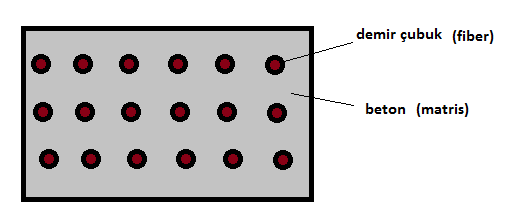 demir çubuk (fiber)
beton (matris)